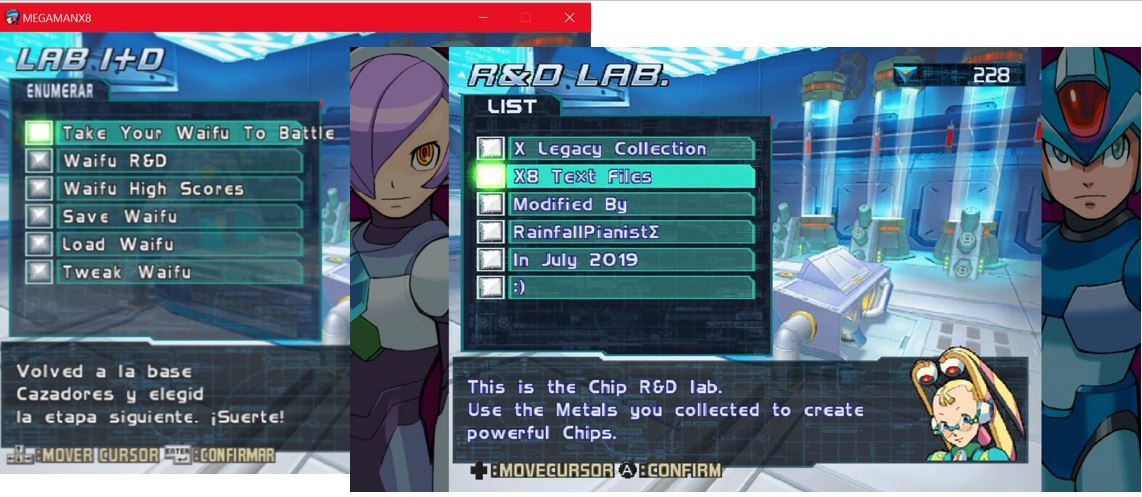 MEGAMANX8
LAB I+D
ENUMERAR
Take Your Waifu To Battle
Waifu R&D
Waifu High Scores
Save Waifu
Load Waifu
Tweak Waifu
Volved a la base
Cazadores y elegid
la etapa siguiente. ¡Suerte!
:MOVER CURSOR ENTER :CONFIRMAR
R&D LAB.
228
LIST
X Legacy Collection
X8 Text Files
Modified By
RainfallPianistΣ
In July 2019
:)
This is the Chip R&D lab.
Use the Metals you collected to create
powerful Chips.
:MOVECURSOR A:CONFIRM